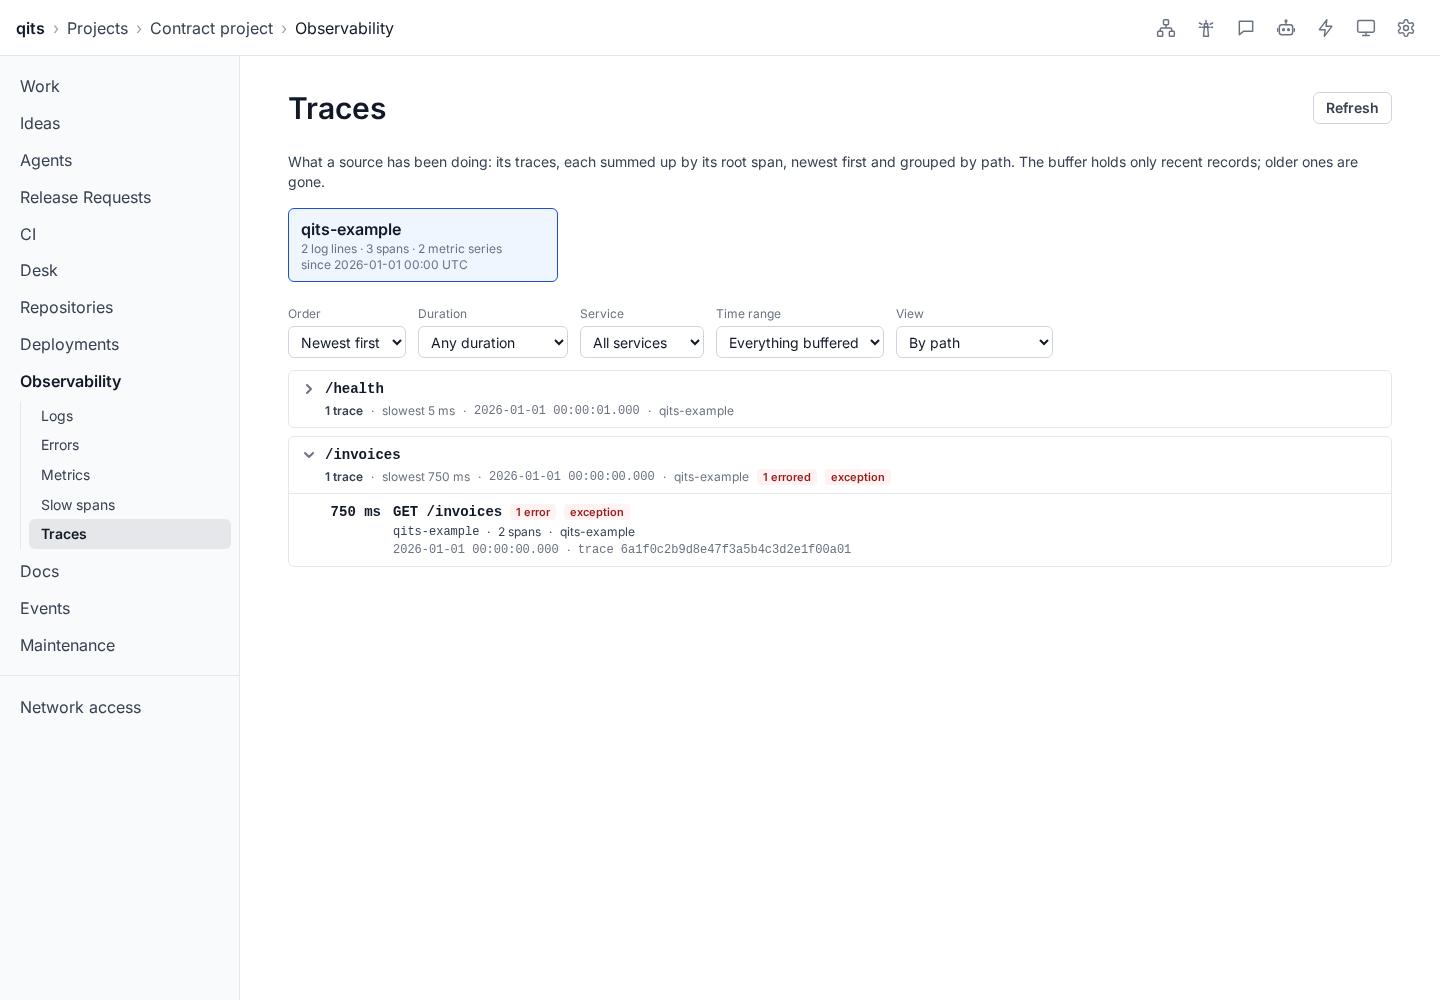 qits › Projects › Contract project › Observability
Work
Ideas
Agents
Release Requests
CI
Desk
Repositories
Deployments
Observability
Logs
Errors
Metrics
Slow spans
Traces
Docs
Events
Maintenance
Network access
Traces
Refresh
What a source has been doing: its traces, each summed up by its root span, newest first and grouped by path. The buffer holds only recent records; older ones are
gone.
qits-example
2 log lines · 3 spans · 2 metric series
since 2026-01-01 00:00 UTC
Order Duration Service Time range View
Newest first Any duration All services Everything buffered By path
/health
1 trace · slowest 5 ms · 2026-01-01 00:00:01.000 · qits-example
/invoices
1 trace · slowest 750 ms · 2026-01-01 00:00:00.000 · qits-example 1 errored exception
750 ms GET /invoices 1 error exception
qits-example · 2 spans · qits-example
2026-01-01 00:00:00.000 · trace 6a1f0c2b9d8e47f3a5b4c3d2e1f00a01